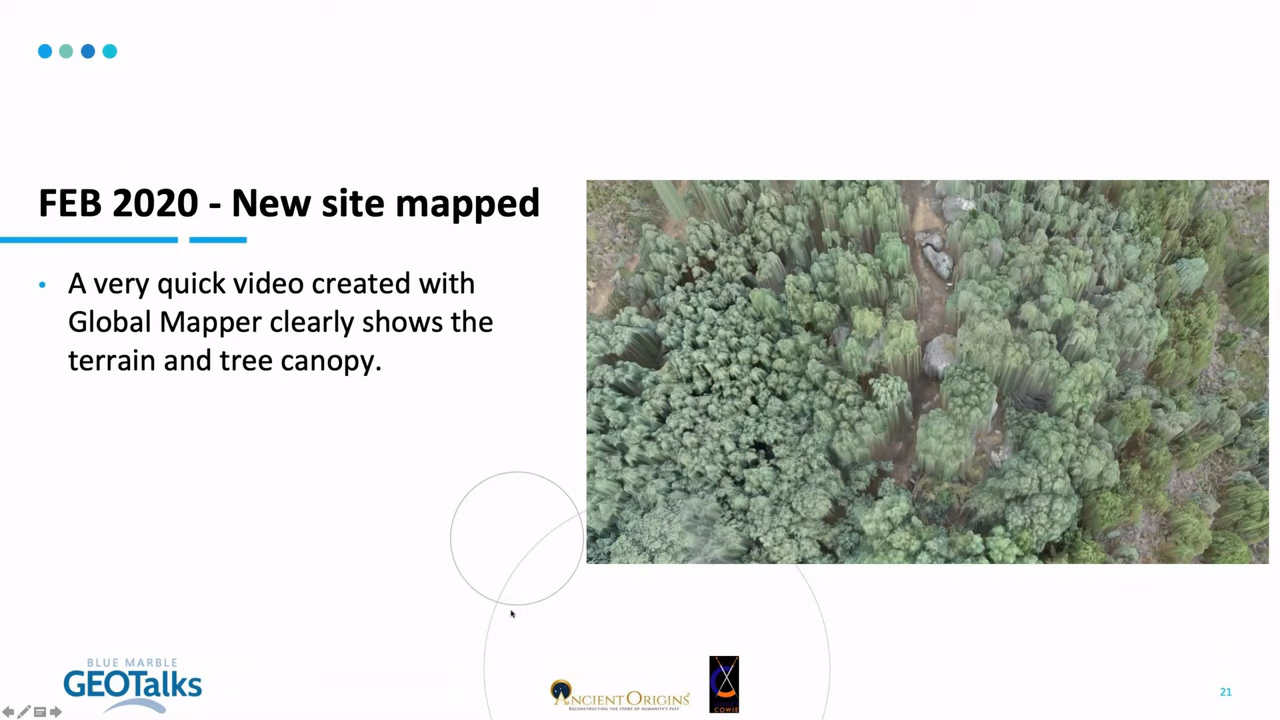 FEB 2020 - New site mapped
• A very quick video created with
Global Mapper clearly shows the
terrain and tree canopy.
BLUE MARBLE
GEOTalks
ANCIENT ORIGINS
RECONSTRUCTING THE STORY OF HUMANITY'S PAST
COWIE
21